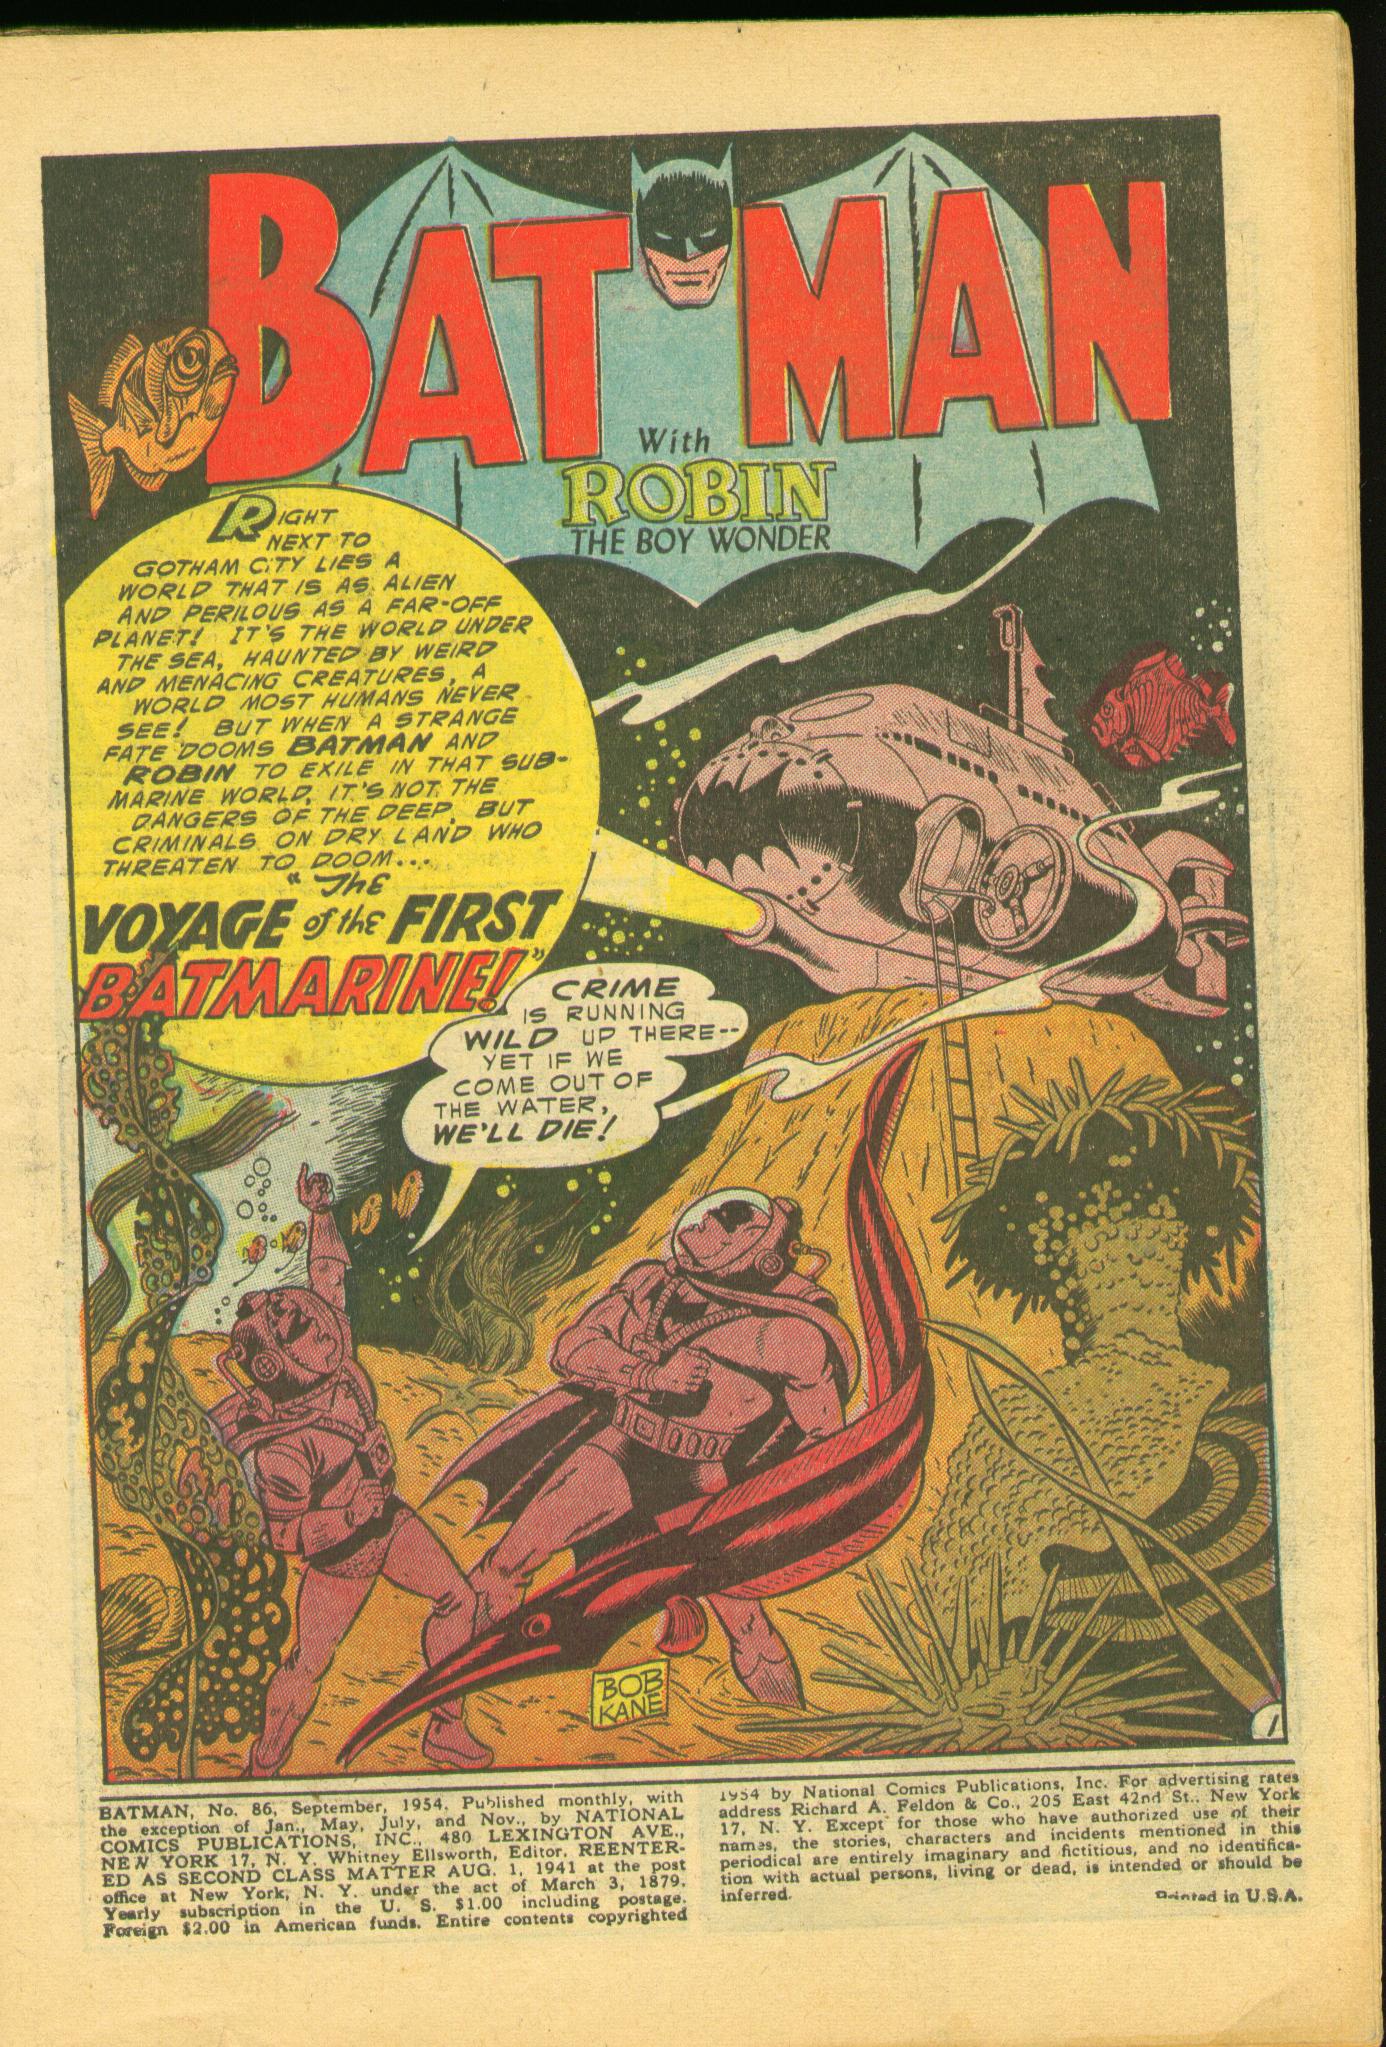 BATMAN
With
ROBIN
THE BOY WONDER
RIGHT
NEXT TO
GOTHAM CITY LIES A
WORLD THAT IS AS ALIEN
AND PERILOUS AS A FAR-OFF
PLANET! IT'S THE WORLD UNDER
THE SEA, HAUNTED BY WEIRD
AND MENACING CREATURES, A
WORLD MOST HUMANS NEVER
SEE! BUT WHEN A STRANGE
FATE DOOMS BATMAN AND
ROBIN TO EXILE IN THAT SUB-
MARINE WORLD, IT'S NOT THE
DANGERS OF THE DEEP, BUT
CRIMINALS ON DRY LAND WHO
THREATEN TO DOOM...
"The
VOYAGE of the FIRST
BATMARINE!"
CRIME
IS RUNNING
WILD UP THERE--
YET IF WE
COME OUT OF
THE WATER,
WE'LL DIE!
BOB
KANE
1
BATMAN, No. 86, September, 1954. Published monthly, with
the exception of Jan., May, July, and Nov., by NATIONAL
COMICS PUBLICATIONS, INC., 480 LEXINGTON AVE.,
NEW YORK 17, N. Y. Whitney Ellsworth, Editor. REENTER-
ED AS SECOND CLASS MATTER AUG. 1, 1941 at the post
office at New York, N. Y. under the act of March 3, 1879.
Yearly subscription in the U. S. $1.00 including postage.
Foreign $2.00 in American funds. Entire contents copyrighted
1954 by National Comics Publications, Inc. For advertising rates
address Richard A. Feldon & Co., 205 East 42nd St., New York
17, N. Y. Except for those who have authorized use of their
names, the stories, characters and incidents mentioned in this
periodical are entirely imaginary and fictitious, and no identifica-
tion with actual persons, living or dead, is intended or should be
inferred.
Printed in U.S.A.